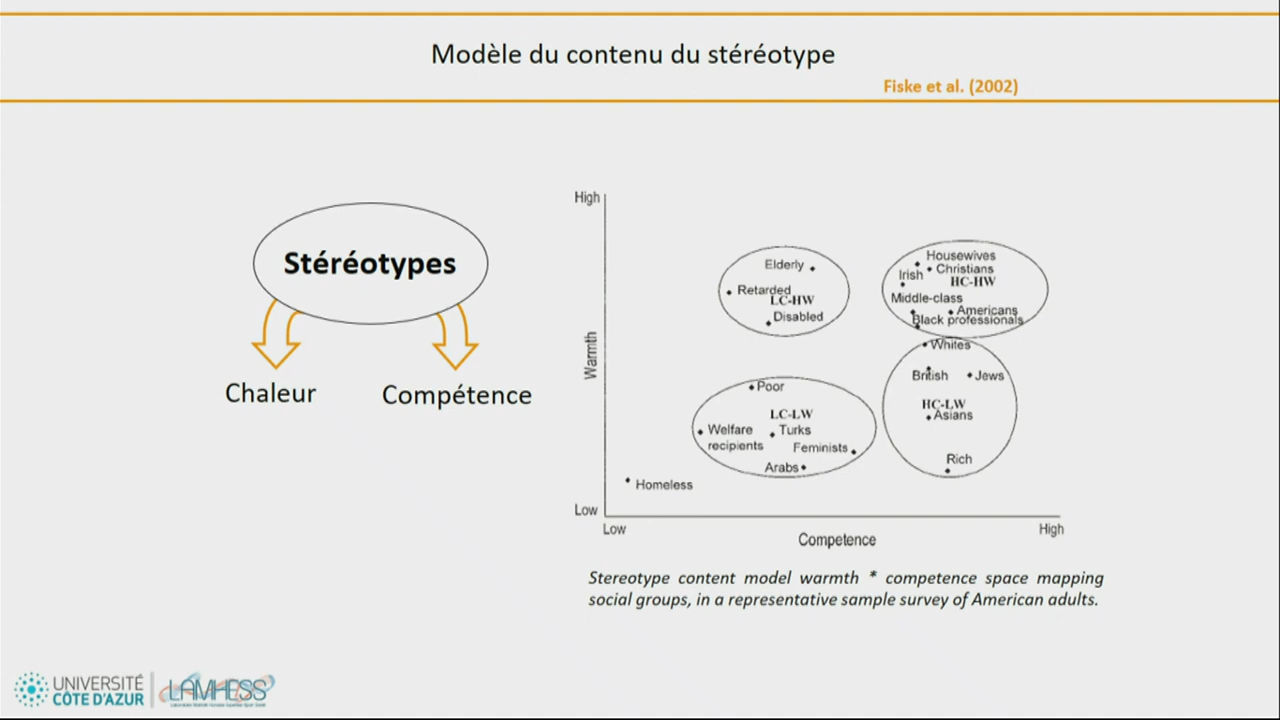 Modèle du contenu du stéréotype
Fiske et al. (2002)
Stéréotypes
Chaleur
Compétence
High
Warmth
Low
Low
High
Competence
Elderly
Retarded
LC-HW
Disabled
Housewives
Christians
Irish
HC-HW
Middle-class
Americans
Black professionals
Whites
British
Jews
HC-LW
Asians
Rich
Poor
LC-LW
Welfare
recipients
Turks
Feminists
Arabs
Homeless
Stereotype content model warmth * competence space mapping
social groups, in a representative sample survey of American adults.
UNIVERSITÉ
CÔTE D'AZUR
LAMHESS